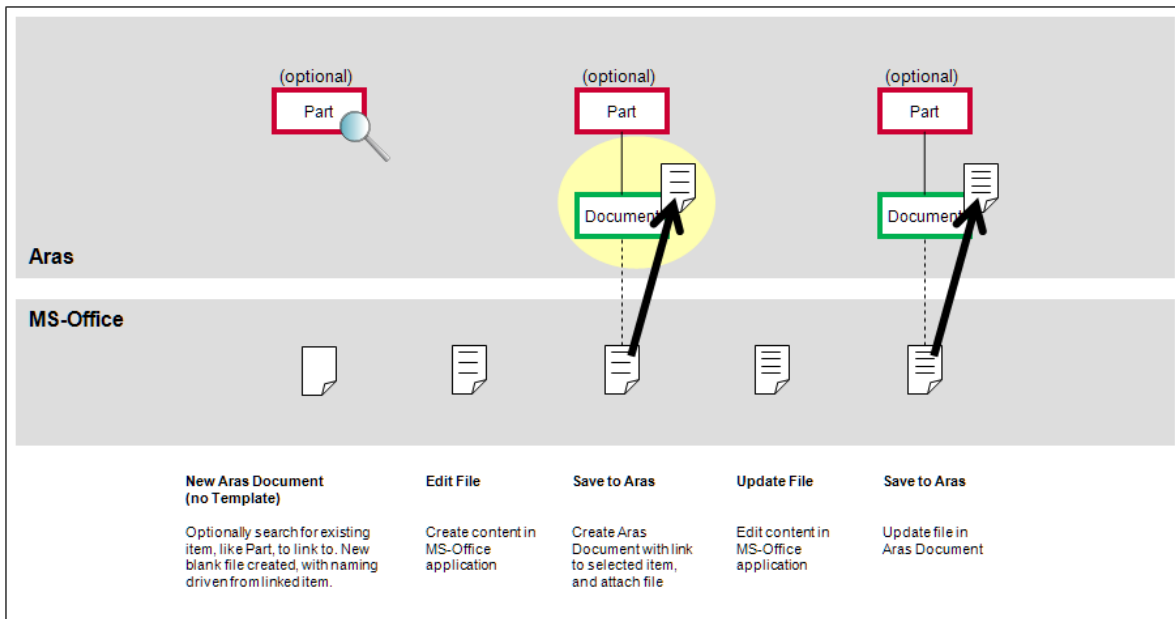 (optional)
(optional)
(optional)
Part
Part
Part
Document
Document
Aras
MS-Office
New Aras Document
(no Template)
Optionally search for existing
item, like Part, to link to. New
blank file created, with naming
driven from linked item.
Edit File
Create content in
MS-Office
application
Save to Aras
Create Aras
Document with link
to selected item,
and attach file
Update File
Edit content in
MS-Office
application
Save to Aras
Update file in
Aras Document